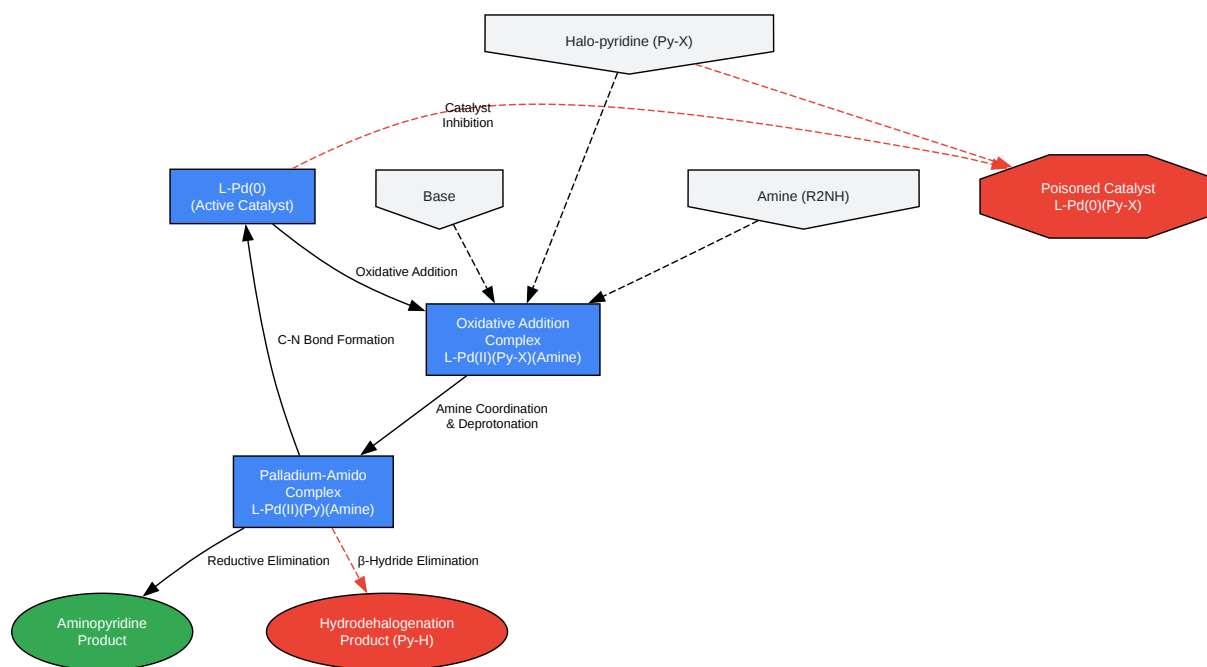 Halo-pyridine (Py-X)
Catalyst
Inhibition
L-Pd(0)
(Active Catalyst)
Base
Amine (R2NH)
Poisoned Catalyst
L-Pd(0)(Py-X)
Oxidative Addition
Oxidative Addition
Complex
L-Pd(II)(Py-X)(Amine)
C-N Bond Formation
Amine Coordination
& Deprotonation
Palladium-Amido
Complex
L-Pd(II)(Py)(Amine)
Reductive Elimination
β-Hydride Elimination
Aminopyridine
Product
Hydrodehalogenation
Product (Py-H)